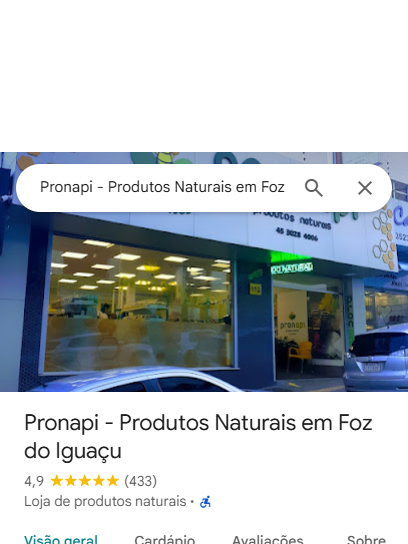 Pronapi - Produtos Naturais em Foz
produtos naturais
45 3028 4006
pronapi
Pronapi - Produtos Naturais em Foz
do Iguaçu
4,9 ★★★★★ (433)
Loja de produtos naturais •
Visão geral Cardápio Avaliações Sobre